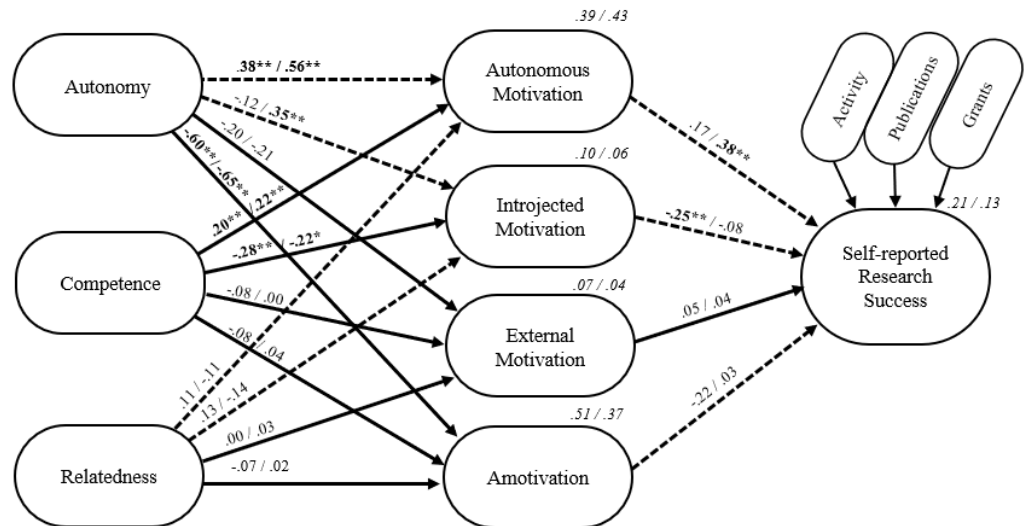 .39 / .43
Autonomy
.38** / .56**
Autonomous
Motivation
Activity
Publications
Grants
-.12 / .35**
-.20 / -.21
-.60** / -.65**
.17 / .38**
.10 / .06
Introjected
Motivation
.20** / .22**
-.25** / -.08
.21 / .13
Self-reported
Research
Success
Competence
-.28** / -.22*
-.08 / .00
.07 / .04
External
Motivation
.05 / .04
-.08 / .04
.11 / -.11
.13 / -.14
-.22 / .03
.51 / .37
.00 / .03
Relatedness
-.07 / .02
Amotivation